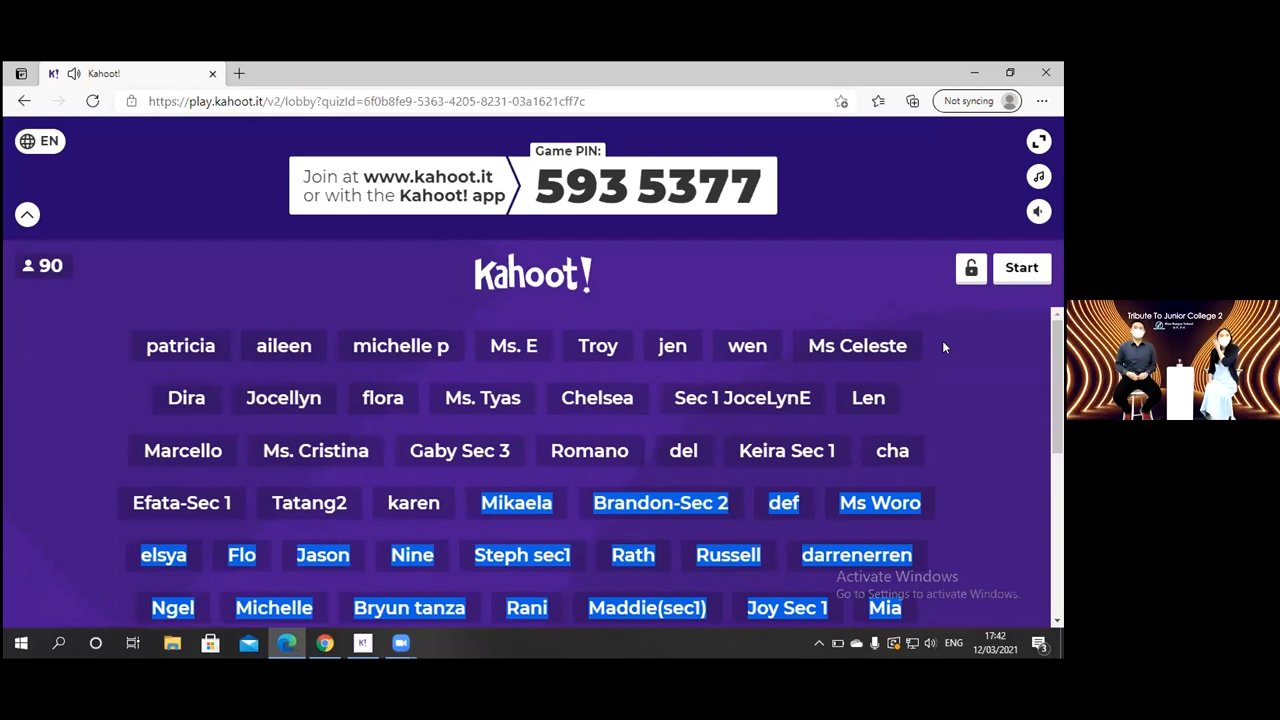 Kahoot!
https://play.kahoot.it/v2/lobby?quizId=6f0b8fe9-5363-4205-8231-03a1621cff7c
Not syncing
EN
Join at www.kahoot.it
or with the Kahoot! app
Game PIN:
593 5377
90
Kahoot!
Start
patricia aileen michelle p Ms. E Troy jen wen Ms Celeste
Dira Jocellyn flora Ms. Tyas Chelsea Sec 1 JoceLynE Len
Marcello Ms. Cristina Gaby Sec 3 Romano del Keira Sec 1 cha
Efata-Sec 1 Tatang2 karen Mikaela Brandon-Sec 2 def Ms Woro
elsya Flo Jason Nine Steph sec1 Rath Russell darrenerren
Ngel Michelle Bryun tanza Rani Maddie(sec1) Joy Sec 1 Mia
Activate Windows
Go to Settings to activate Windows.
ENG
17:42
12/03/2021
3
Tribute To Junior College 2